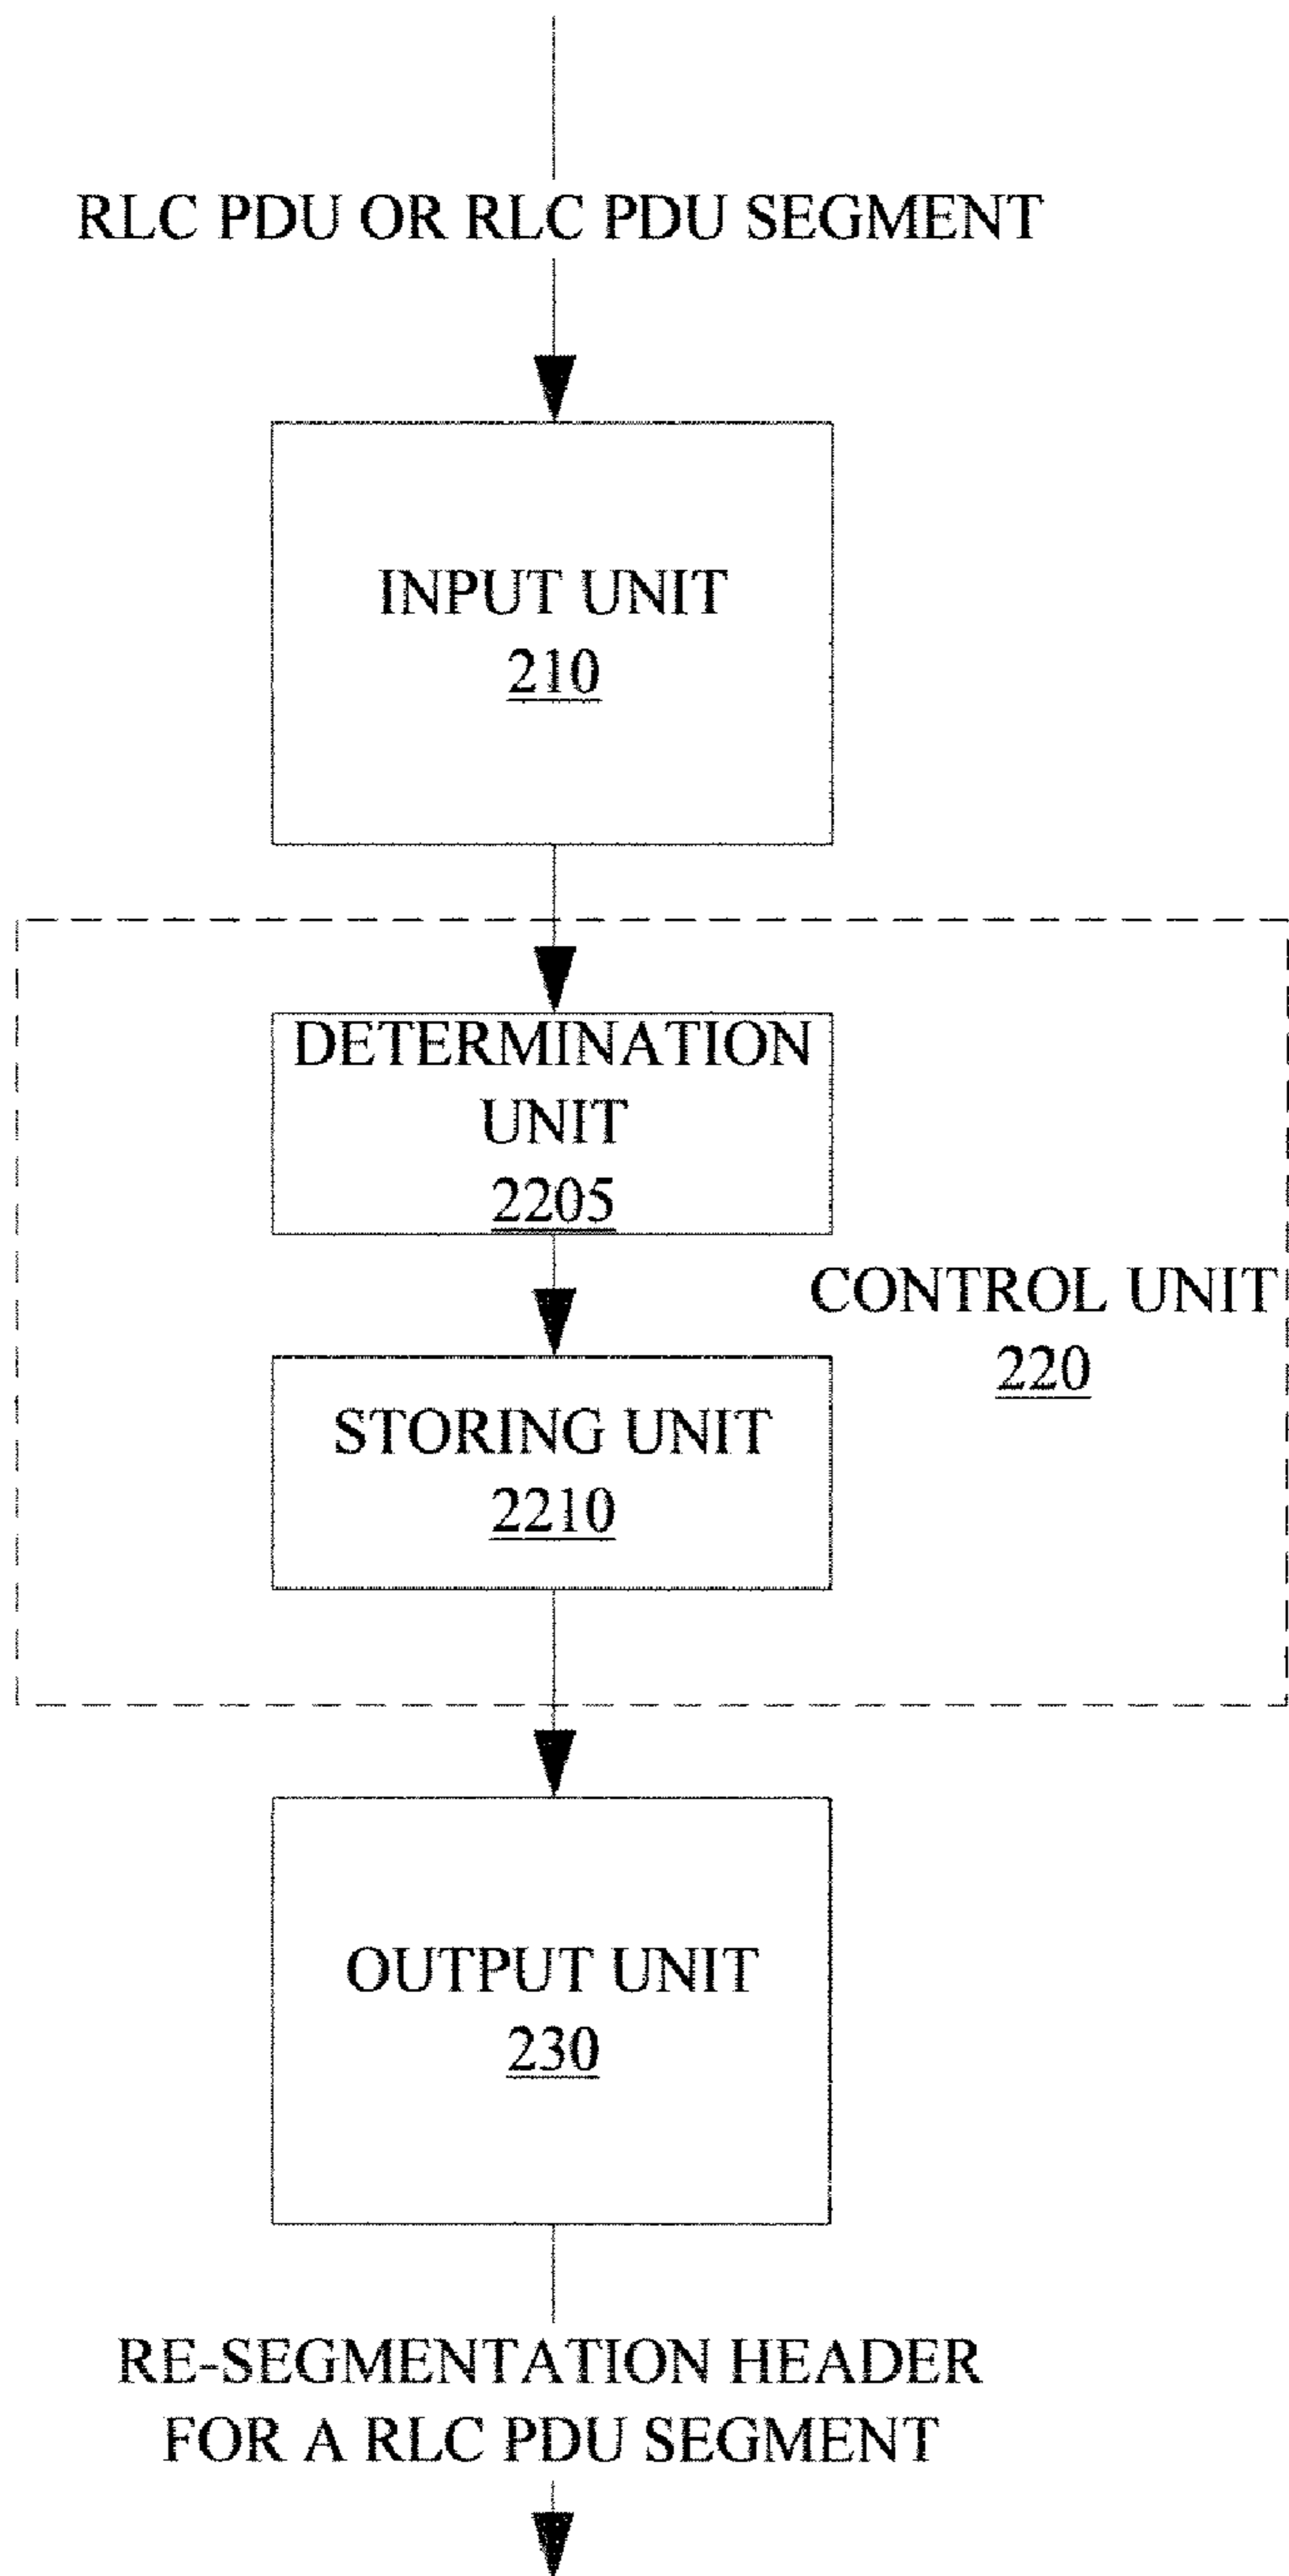 RLC PDU OR RLC PDU SEGMENT
INPUT UNIT
210
DETERMINATION
UNIT
2205
CONTROL UNIT
220
STORING UNIT
2210
OUTPUT UNIT
230
RE-SEGMENTATION HEADER
FOR A RLC PDU SEGMENT